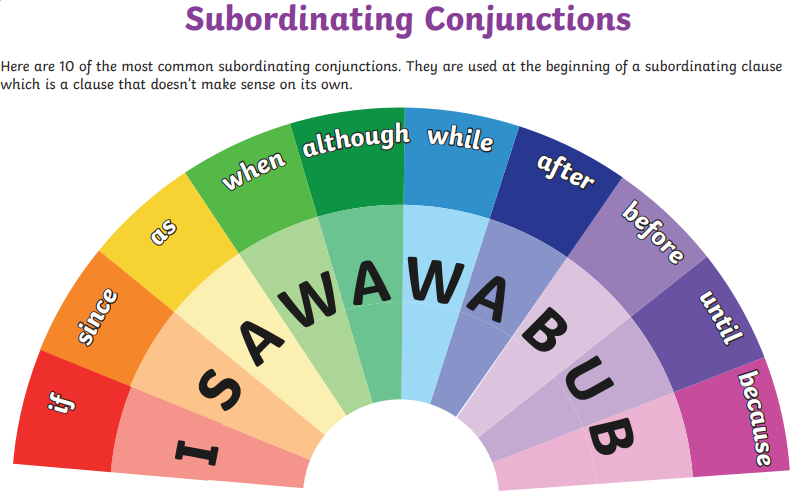 Subordinating Conjunctions
Here are 10 of the most common subordinating conjunctions. They are used at the beginning of a subordinating clause
which is a clause that doesn't make sense on its own.
if
since
as
when
although
while
after
before
until
because
I
S
A
W
A
W
A
B
U
B